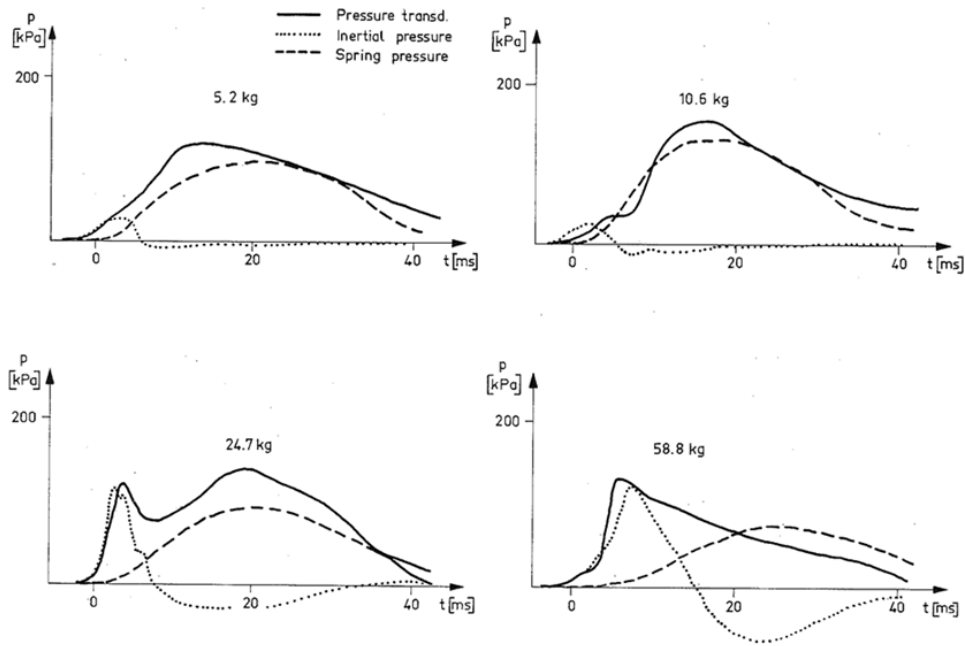 P
[kPa]
200
Pressure transd.
Inertial pressure
Spring pressure
5.2 kg
0
20
40
t[ms]
P
[kPa]
200
10.6 kg
0
20
40
t[ms]
P
[kPa]
200
24.7 kg
0
20
40
t[ms]
P
[kPa]
200
58.8 kg
0
20
40
t[ms]